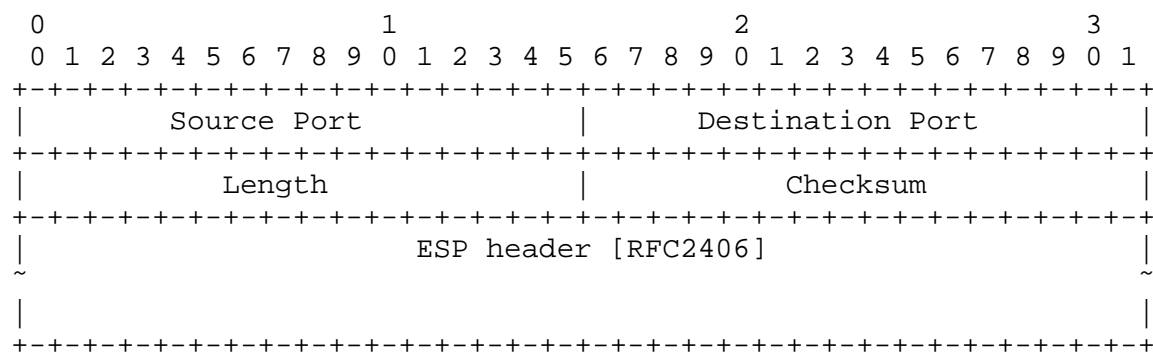 0                   1                   2                   3
0 1 2 3 4 5 6 7 8 9 0 1 2 3 4 5 6 7 8 9 0 1 2 3 4 5 6 7 8 9 0 1
+-+-+-+-+-+-+-+-+-+-+-+-+-+-+-+-+-+-+-+-+-+-+-+-+-+-+-+-+-+-+-+-+
|        Source Port            |      Destination Port         |
+-+-+-+-+-+-+-+-+-+-+-+-+-+-+-+-+-+-+-+-+-+-+-+-+-+-+-+-+-+-+-+-+
|           Length              |           Checksum            |
+-+-+-+-+-+-+-+-+-+-+-+-+-+-+-+-+-+-+-+-+-+-+-+-+-+-+-+-+-+-+-+-+
|                      ESP header [RFC2406]                     |
~                                                               ~
|                                                               |
+-+-+-+-+-+-+-+-+-+-+-+-+-+-+-+-+-+-+-+-+-+-+-+-+-+-+-+-+-+-+-+-+